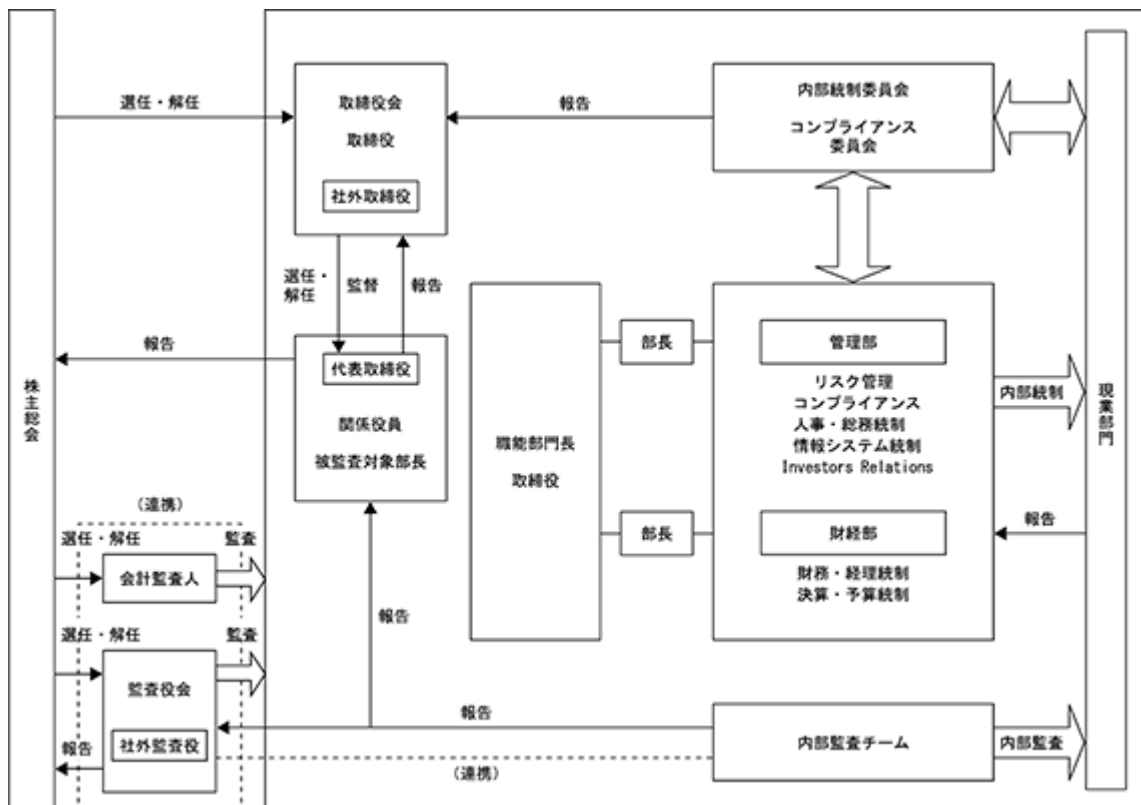 選任・解任
取締役会
取締役
社外取締役
報告
内部統制委員会
コンプライアンス
委員会
選任・
解任
監督
報告
報告
代表取締役
関係役員
被監査対象部長
職能部門長
取締役
部長
部長
管理部
リスク管理
コンプライアンス
人事・総務統制
情報システム統制
Investors Relations
財経部
財務・経理統制
決算・予算統制
内部統制
報告
現業部門
株主総会
(連携)
選任・解任
監査
会計監査人
選任・解任
監査
監査役会
社外監査役
報告
報告
報告
(連携)
内部監査チーム
内部監査